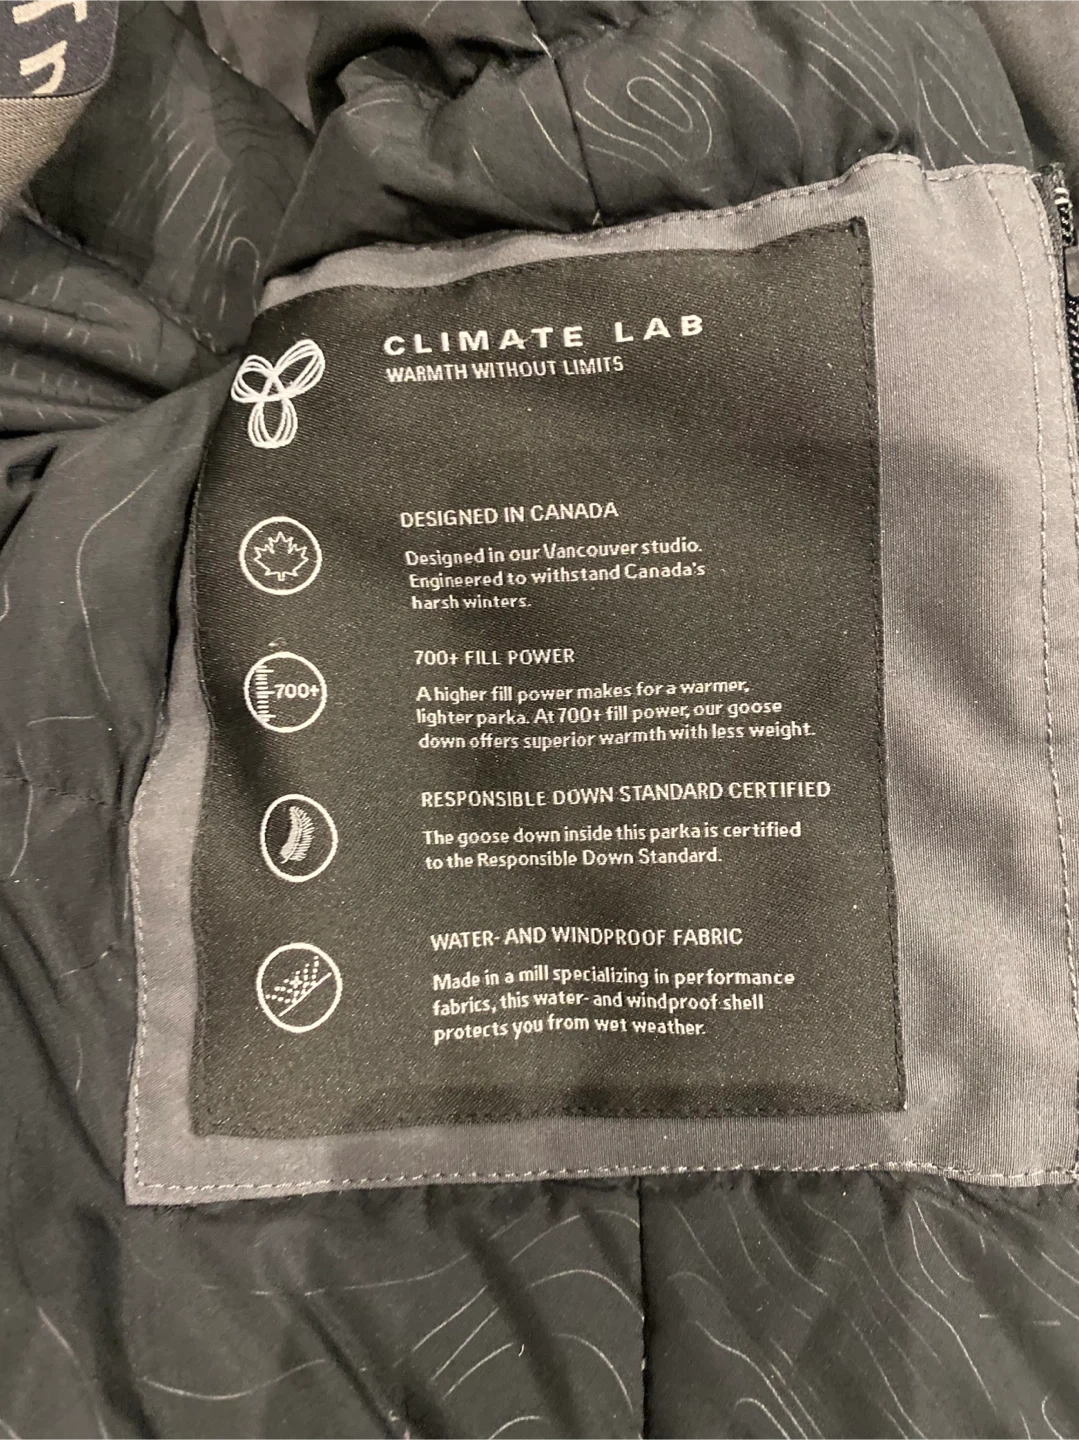 CLIMATE LAB
WARMTH WITHOUT LIMITS
DESIGNED IN CANADA
Designed in our Vancouver studio.
Engineered to withstand Canada's
harsh winters.
700+ FILL POWER
700+
A higher fill power makes for a warmer,
lighter parka. At 700+ fill power, our goose
down offers superior warmth with less weight.
RESPONSIBLE DOWN STANDARD CERTIFIED
The goose down inside this parka is certified
to the Responsible Down Standard.
WATER- AND WINDPROOF FABRIC
Made in a mill specializing in performance
fabrics, this water- and windproof shell
protects you from wet weather.